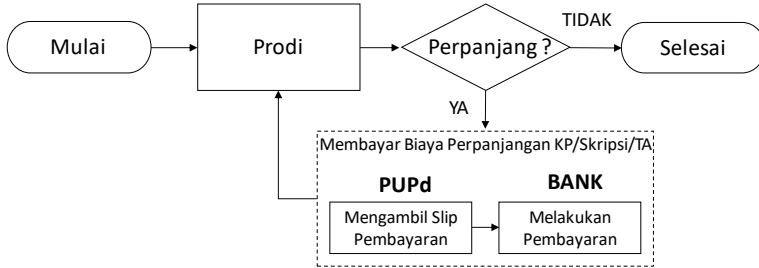 Mulai
Prodi
Perpanjang ?
TIDAK
Selesai
YA
Membayar Biaya Perpanjangan KP/Skripsi/TA
PUPd
BANK
Mengambil Slip
Pembayaran
Melakukan
Pembayaran